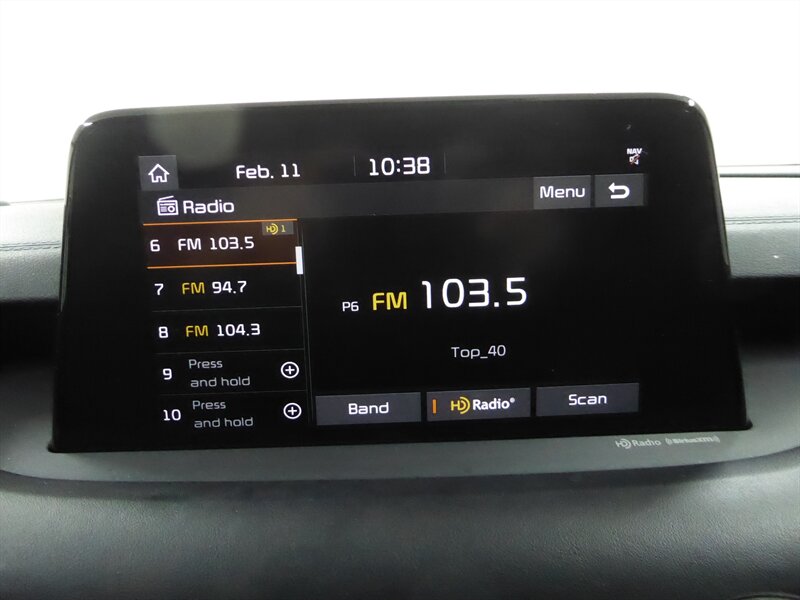 Feb. 11 10:38 NAV
Radio Menu
6 FM 103.5 HD 1
7 FM 94.7
8 FM 104.3
9 Press and hold
10 Press and hold
P6 FM 103.5
Top_40
Band HD Radio® Scan
HD Radio ((SiriusXM))